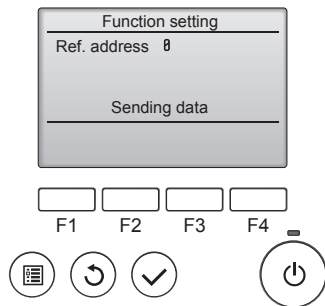 Function setting
Ref. address 0
Sending data
F1 F2 F3 F4